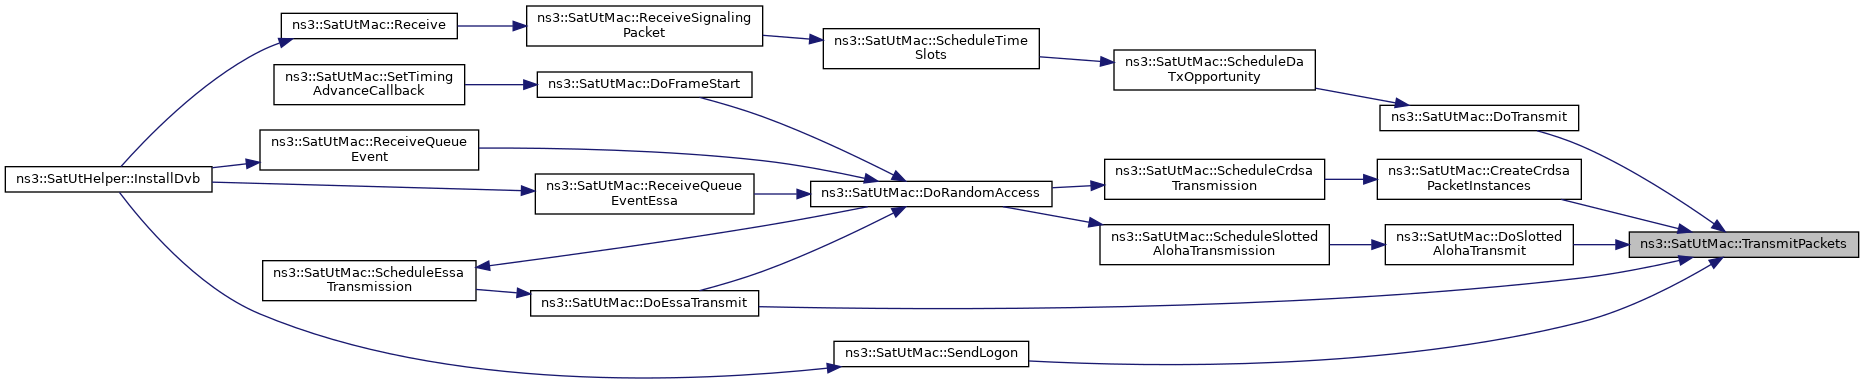 ns3::SatUtMac::Receive
ns3::SatUtMac::ReceiveSignaling
Packet
ns3::SatUtMac::ScheduleTime
Slots
ns3::SatUtMac::ScheduleDa
TxOpportunity
ns3::SatUtMac::SetTiming
AdvanceCallback
ns3::SatUtMac::DoFrameStart
ns3::SatUtMac::DoTransmit
ns3::SatUtMac::ReceiveQueue
Event
ns3::SatUtHelper::InstallDvb
ns3::SatUtMac::ReceiveQueue
EventEssa
ns3::SatUtMac::DoRandomAccess
ns3::SatUtMac::ScheduleCrdsa
Transmission
ns3::SatUtMac::CreateCrdsa
PacketInstances
ns3::SatUtMac::ScheduleSlotted
AlohaTransmission
ns3::SatUtMac::DoSlotted
AlohaTransmit
ns3::SatUtMac::TransmitPackets
ns3::SatUtMac::ScheduleEssa
Transmission
ns3::SatUtMac::DoEssaTransmit
ns3::SatUtMac::SendLogon